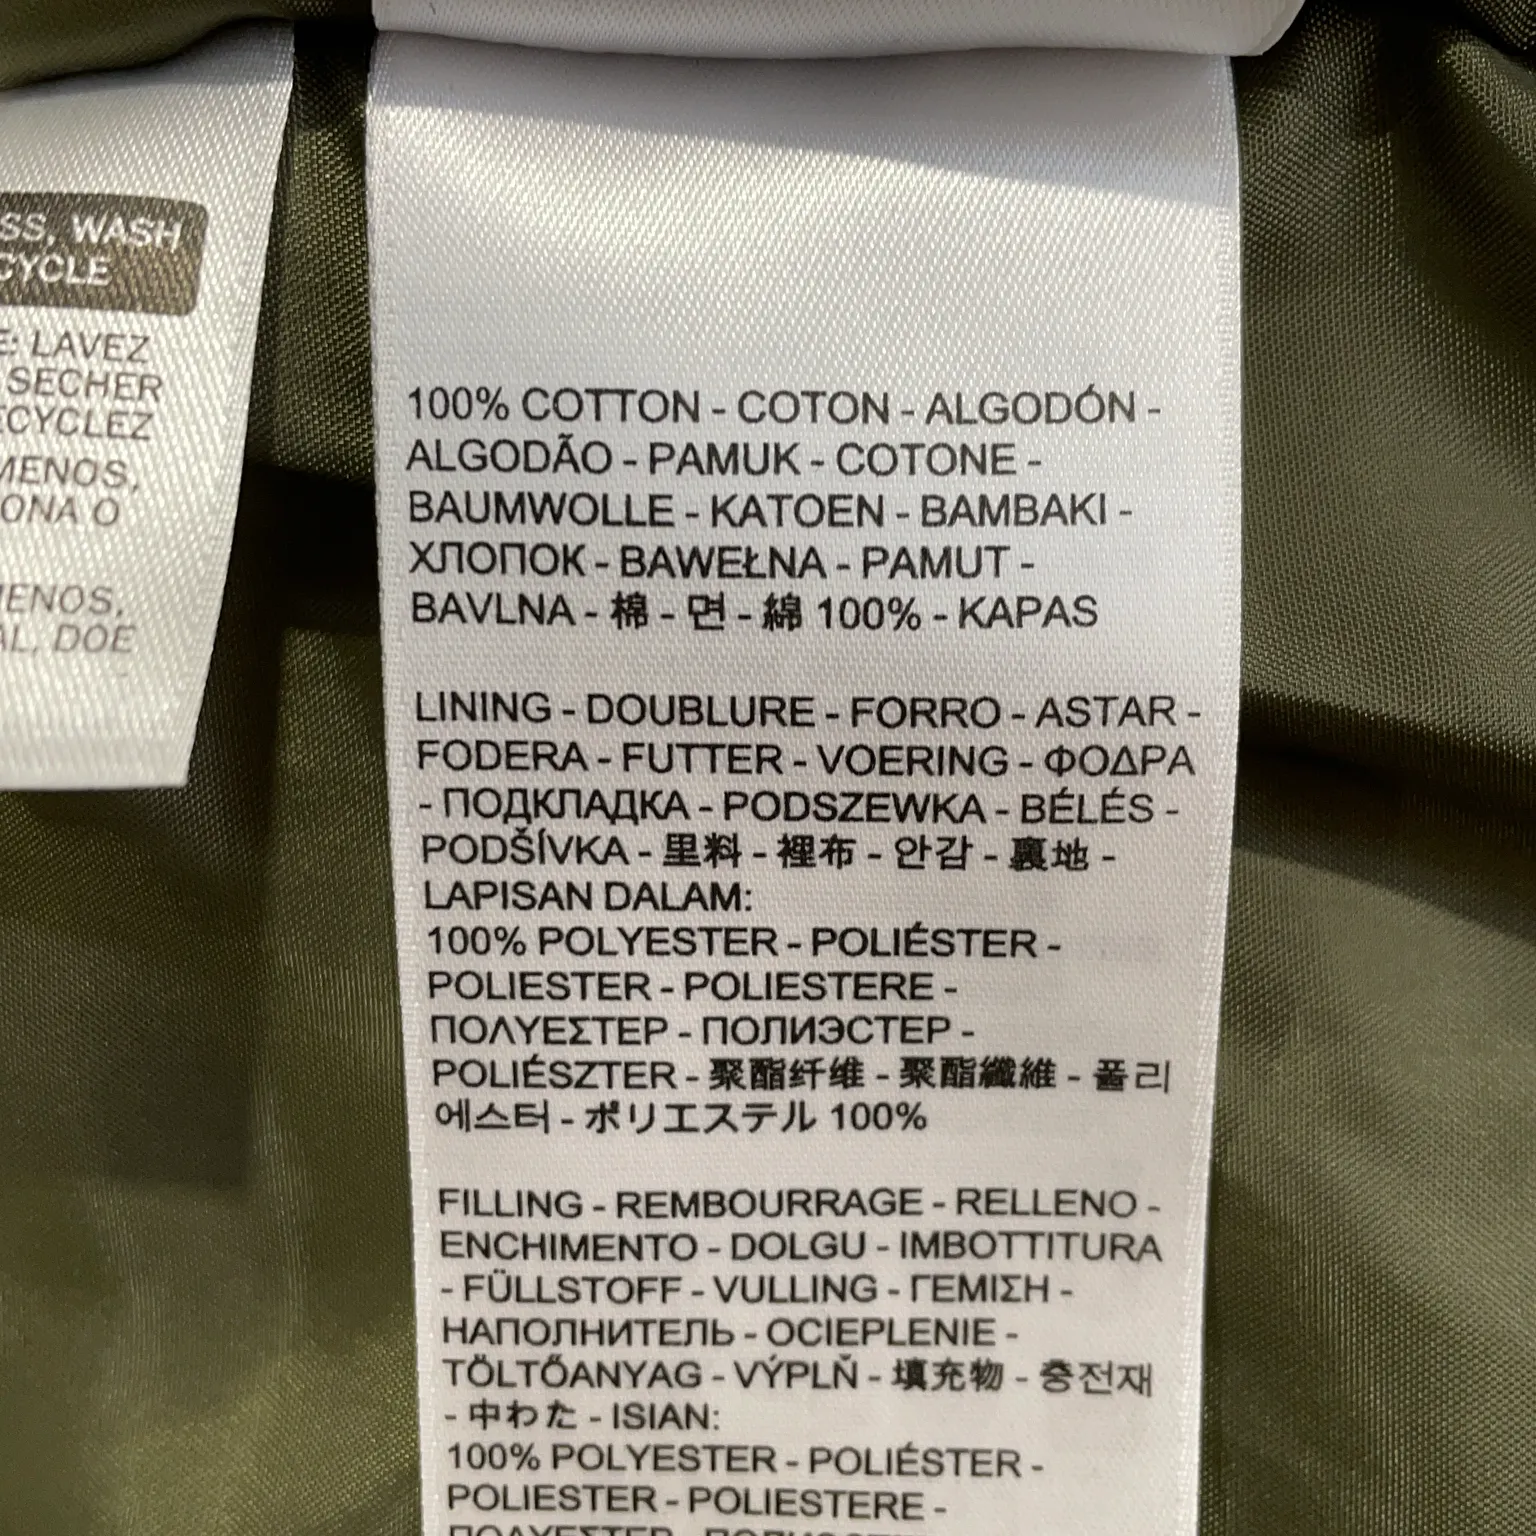 SS, WASH
CYCLE
E: LAVEZ
SECHER
ECYCLEZ
MENOS,
ONA O
MENOS,
AL, DOE
100% COTTON - COTON - ALGODÓN -
ALGODÃO - PAMUK - COTONE -
BAUMWOLLE - KATOEN - BAMBAKI -
ХЛОПОК - BAWEŁNA - PAMUT -
BAVLNA - 棉 - 면 - 綿 100% - KAPAS
LINING - DOUBLURE - FORRO - ASTAR -
FODERA - FUTTER - VOERING - ΦΟΔΡΑ
- ПОДКЛАДКА - PODSZEWKA - BÉLÉS -
PODŠÍVKA - 里料 - 裡布 - 안감 - 裏地 -
LAPISAN DALAM:
100% POLYESTER - POLIÉSTER -
POLIESTER - POLIESTERE -
ΠΟΛΥΕΣΤΕΡ - ПОЛИЭСТЕР -
POLIÉSZTER - 聚酯纤维 - 聚酯纖維 - 폴리
에스터 - ポリエステル 100%
FILLING - REMBOURRAGE - RELLENO -
ENCHIMENTO - DOLGU - IMBOTTITURA
- FÜLLSTOFF - VULLING - ΓΕΜΙΣΗ -
НАПОЛНИТЕЛЬ - OCIEPLENIE -
TÖLTŐANYAG - VÝPLŇ - 填充物 - 충전재
- 中わた - ISIAN:
100% POLYESTER - POLIÉSTER -
POLIESTER - POLIESTERE -